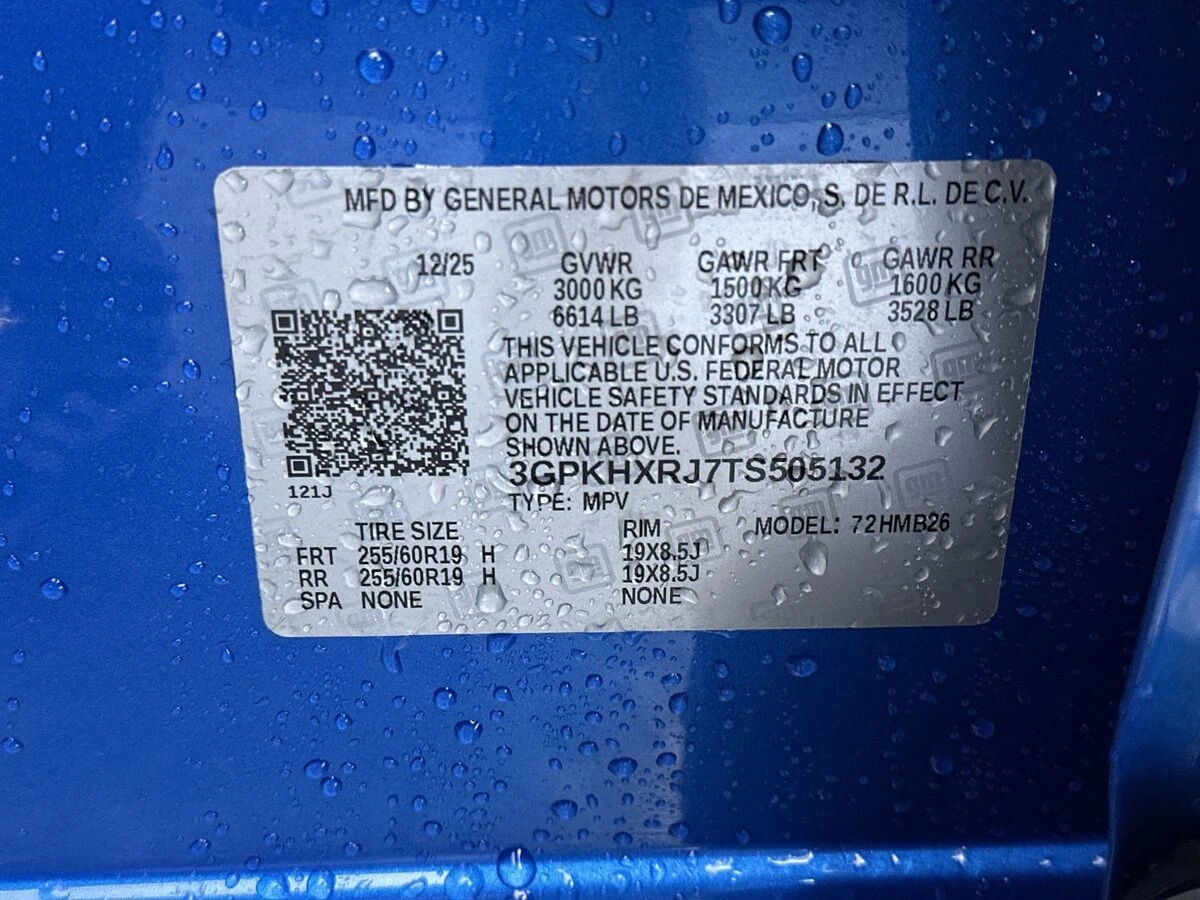 MFD BY GENERAL MOTORS DE MEXICO, S. DE R.L. DE C.V.
12/25 GVWR GAWR FRT GAWR RR
3000 KG 1500 KG 1600 KG
6614 LB 3307 LB 3528 LB
THIS VEHICLE CONFORMS TO ALL
APPLICABLE U.S. FEDERAL MOTOR
VEHICLE SAFETY STANDARDS IN EFFECT
ON THE DATE OF MANUFACTURE
SHOWN ABOVE.
3GPKHXRJ7TS505132
121J
TYPE: MPV
TIRE SIZE RIM MODEL: 72HMB26
FRT 255/60R19 H 19X8.5J
RR 255/60R19 H 19X8.5J
SPA NONE NONE